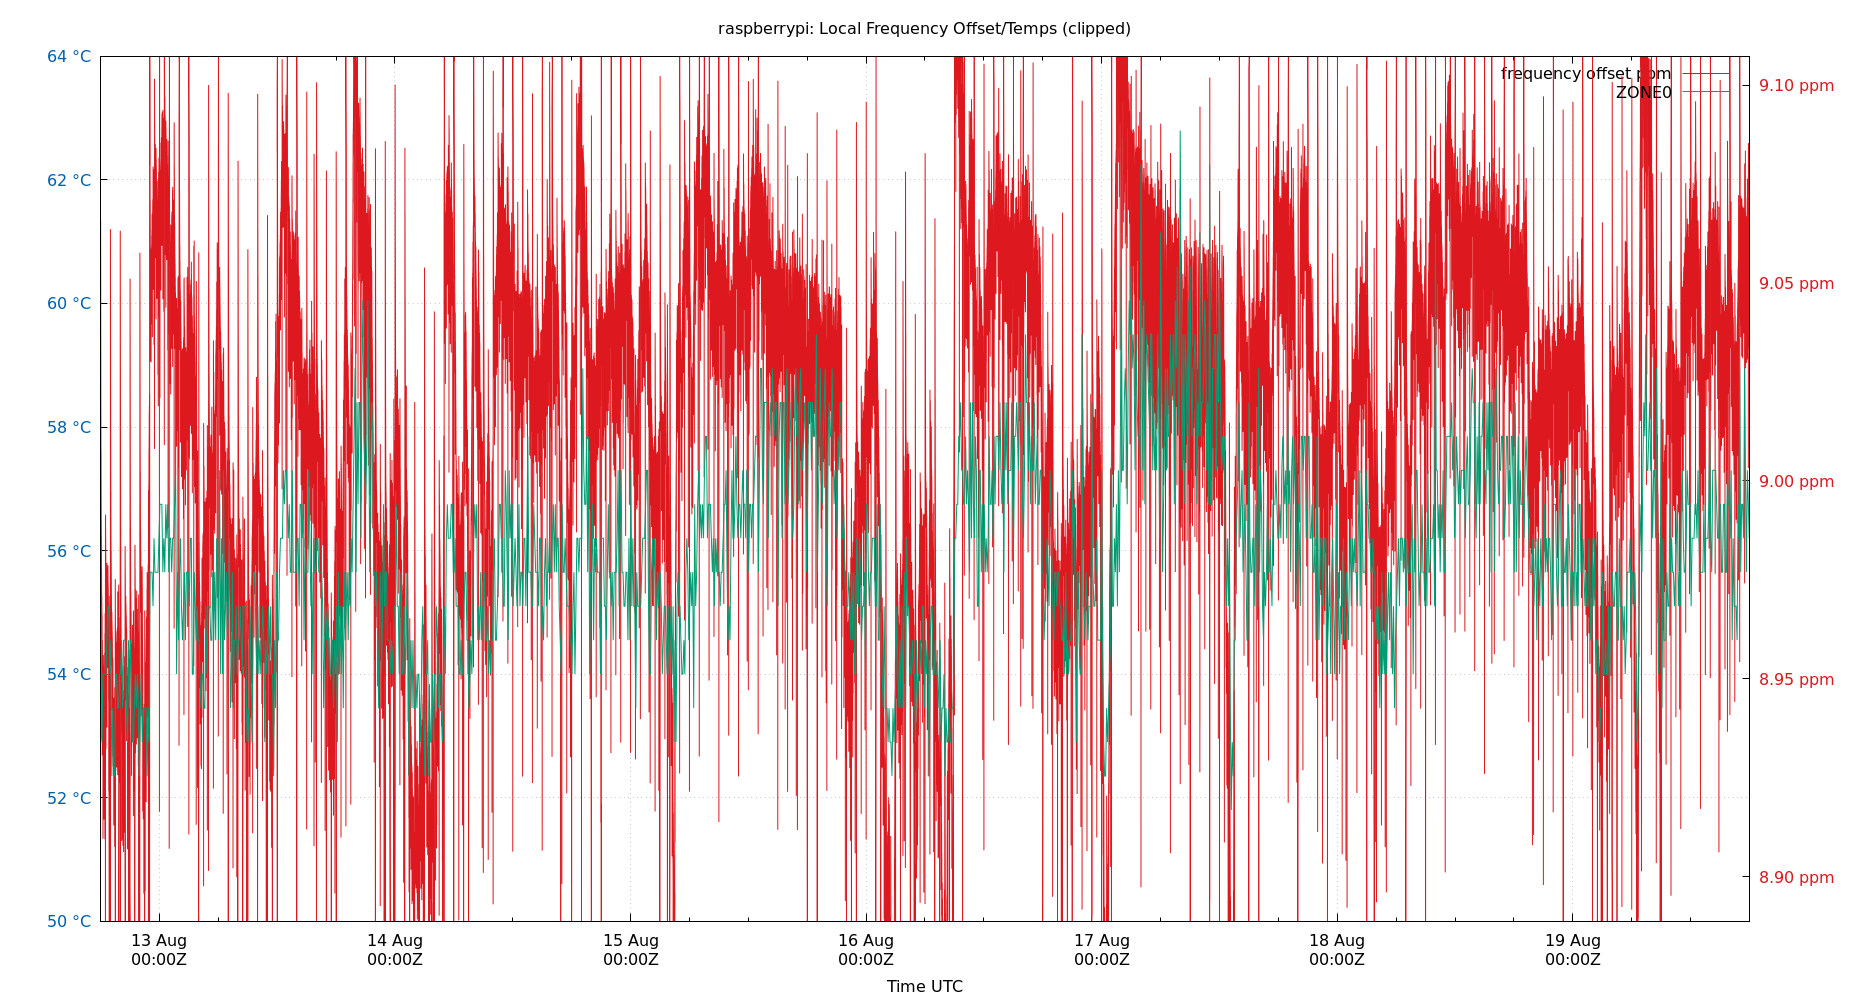 raspberrypi: Local Frequency Offset/Temps (clipped)
64 °C
62 °C
60 °C
58 °C
56 °C
54 °C
52 °C
50 °C
frequency offset ppm
ZONE0
9.10 ppm
9.05 ppm
9.00 ppm
8.95 ppm
8.90 ppm
13 Aug 14 Aug 15 Aug 16 Aug 17 Aug 18 Aug 19 Aug
00:00Z 00:00Z 00:00Z 00:00Z 00:00Z 00:00Z 00:00Z
Time UTC